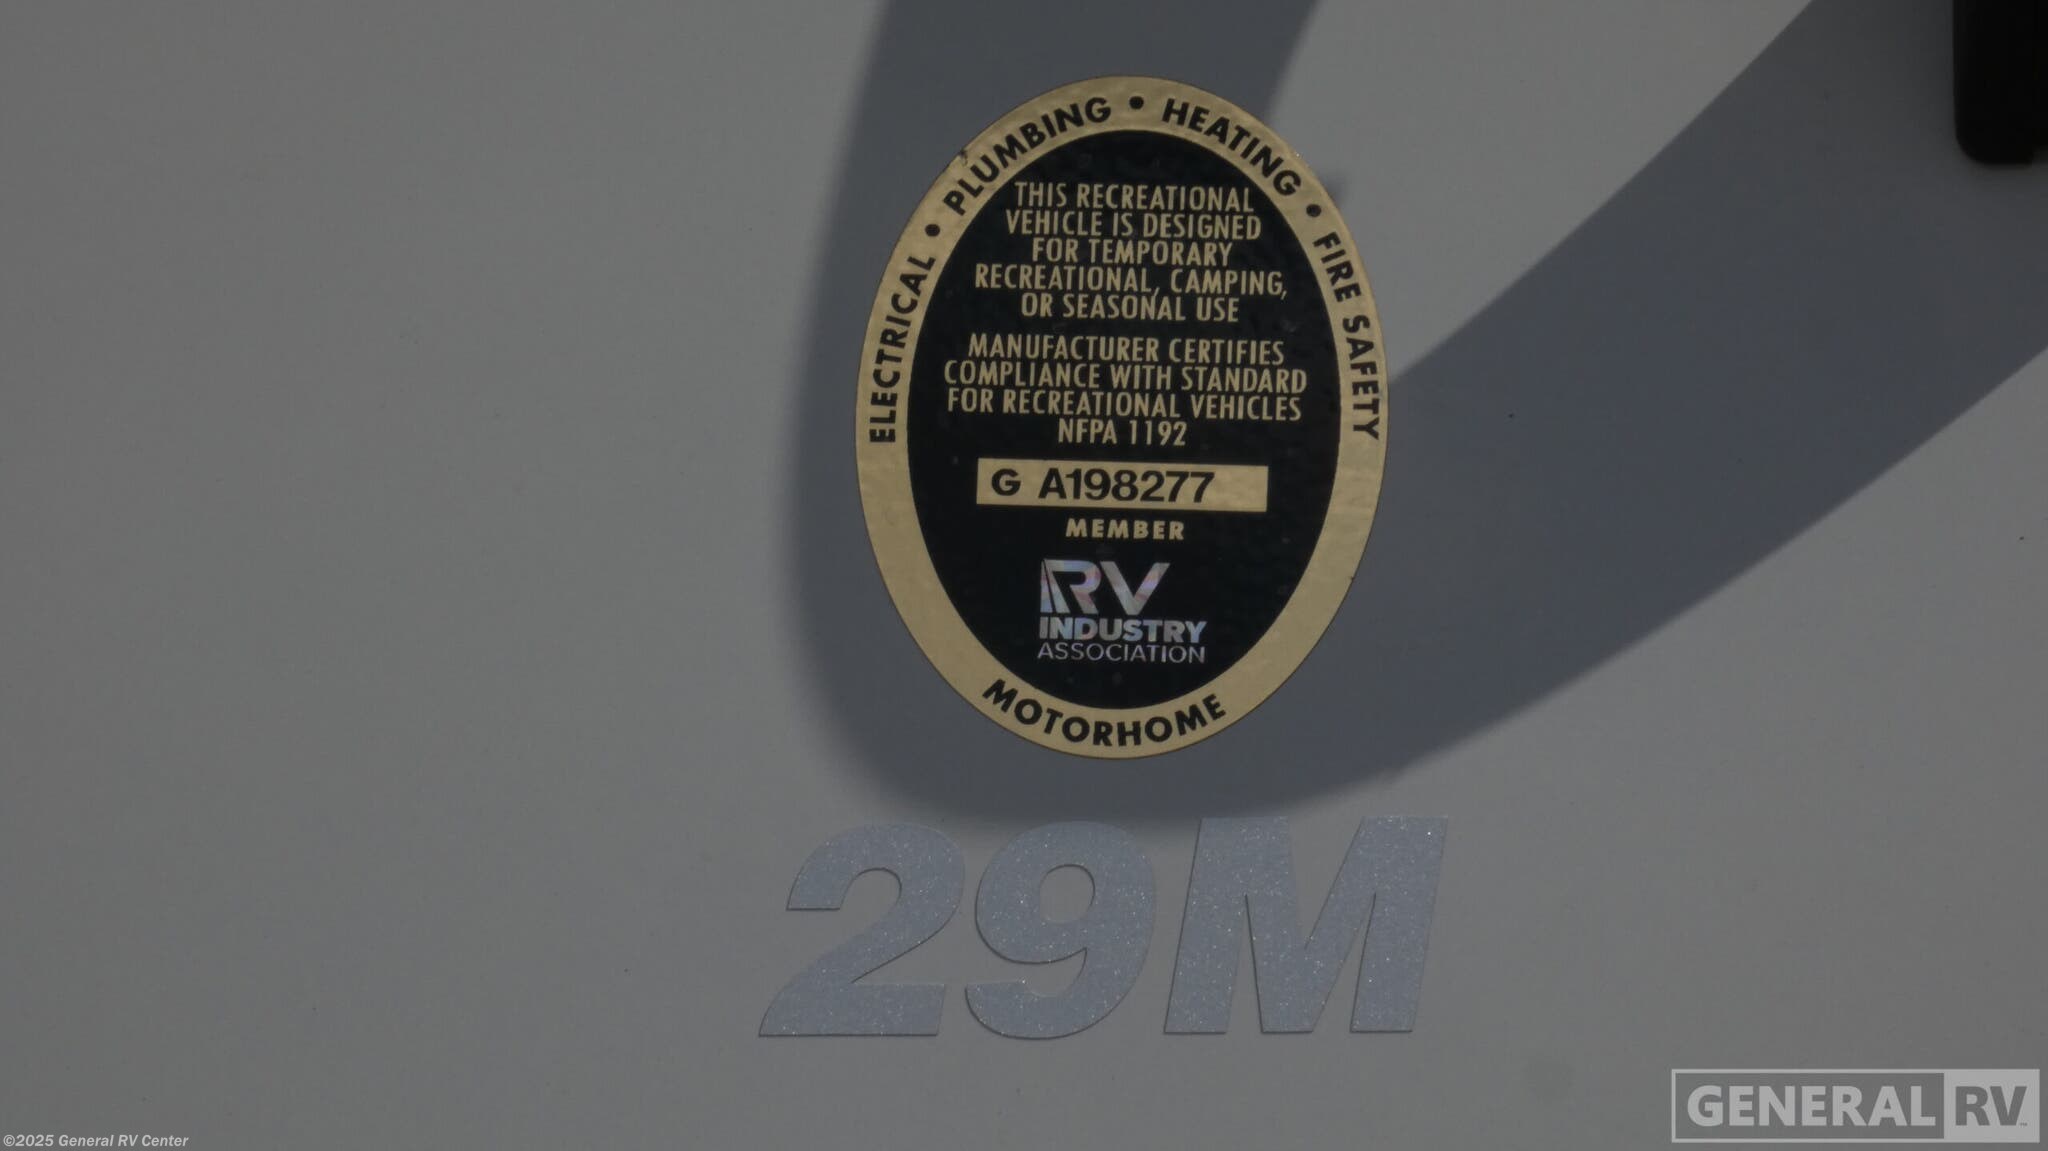 ELECTRICAL • PLUMBING • HEATING • FIRE SAFETY
THIS RECREATIONAL
VEHICLE IS DESIGNED
FOR TEMPORARY
RECREATIONAL, CAMPING,
OR SEASONAL USE
MANUFACTURER CERTIFIES
COMPLIANCE WITH STANDARD
FOR RECREATIONAL VEHICLES
NFPA 1192
G A198277
MEMBER
RV
INDUSTRY
ASSOCIATION
MOTORHOME
29M
GENERAL RV™
©2025 General RV Center